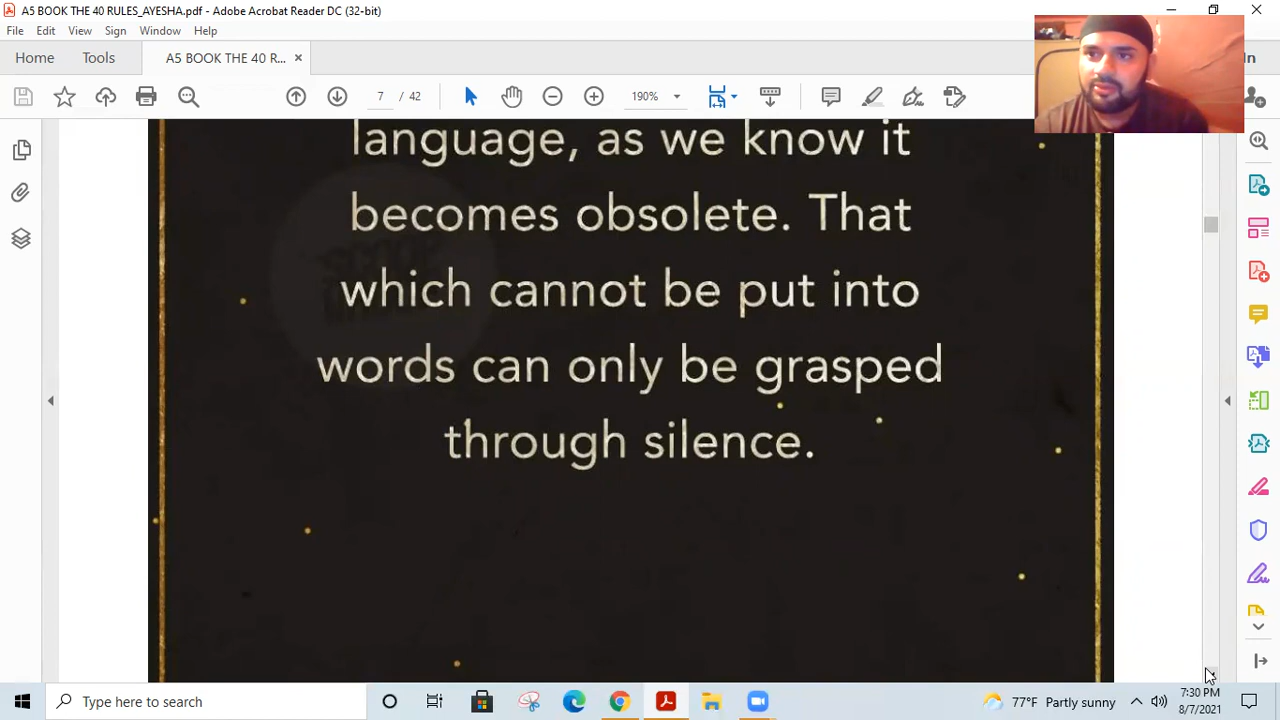 A5 BOOK THE 40 RULES_AYESHA.pdf - Adobe Acrobat Reader DC (32-bit)
File Edit View Sign Window Help
Home Tools A5 BOOK THE 40 R... In
7 / 42 190%
language, as we know it
becomes obsolete. That
which cannot be put into
words can only be grasped
through silence.
Type here to search
77°F Partly sunny
7:30 PM
8/7/2021